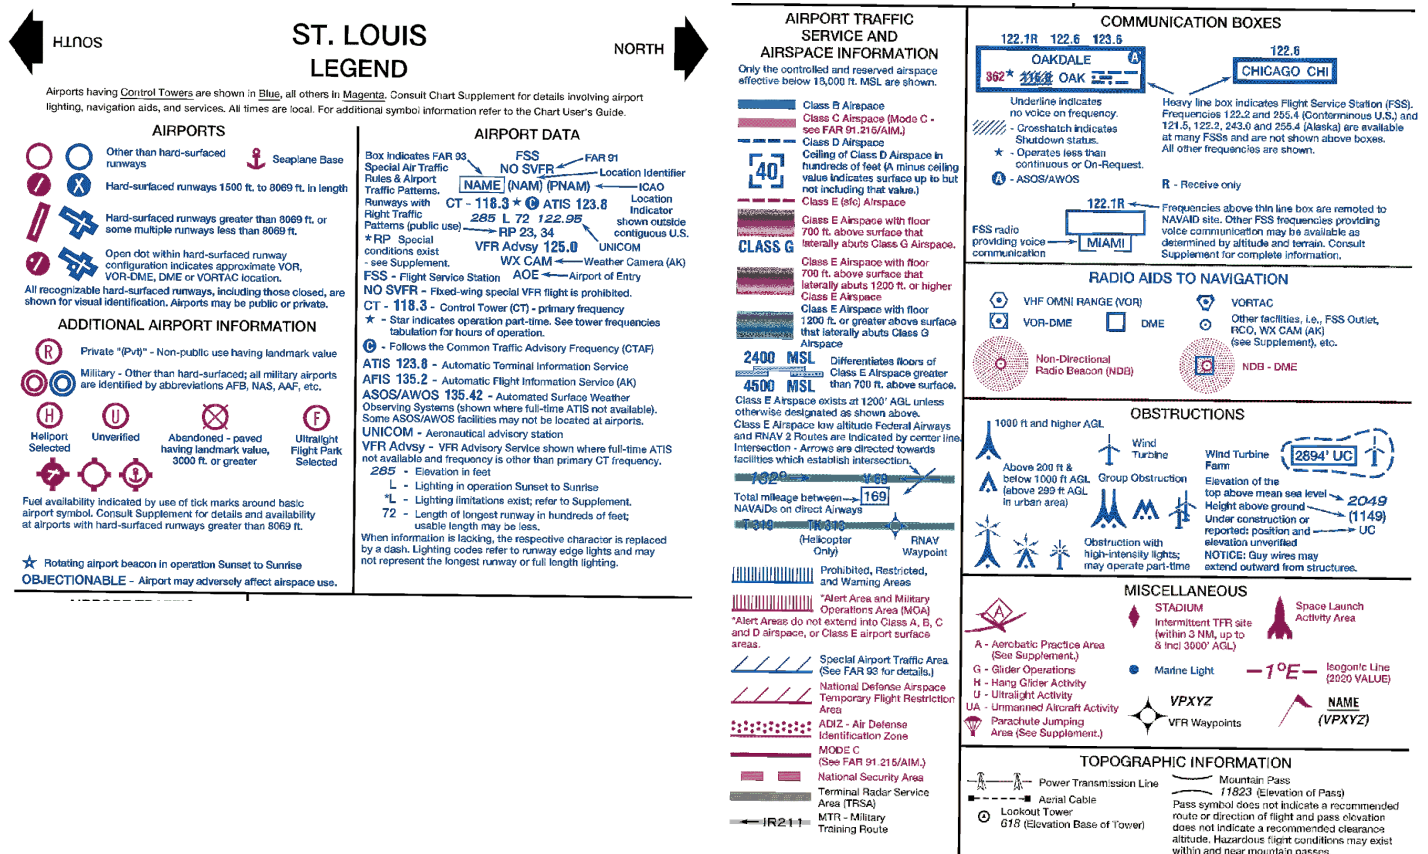 SOUTH
ST. LOUIS
LEGEND
NORTH
Airports having Control Towers are shown in Blue, all others in Magenta. Consult Chart Supplement for details involving airport
lighting, navigation aids, and services. All times are local. For additional symbol information refer to the Chart User's Guide.
AIRPORTS
Other than hard-surfaced
runways
Seaplane Base
Hard-surfaced runways 1500 ft. to 8069 ft. in length
Hard-surfaced runways greater than 8069 ft. or
some multiple runways less than 8069 ft.
Open dot within hard-surfaced runway
configuration indicates approximate VOR,
VOR-DME, DME or VORTAC location.
All recognizable hard-surfaced runways, including those closed, are
shown for visual identification. Airports may be public or private.
ADDITIONAL AIRPORT INFORMATION
R
Private "(Pvt)" - Non-public use having landmark value
Military - Other than hard-surfaced; all military airports
are identified by abbreviations AFB, NAS, AAF, etc.
H
U
F
Heliport
Selected
Unverified
Abandoned - paved
having landmark value,
3000 ft. or greater
Ultralight
Flight Park
Selected
Fuel availability indicated by use of tick marks around basic
airport symbol. Consult Supplement for details and availability
at airports with hard-surfaced runways greater than 8069 ft.
Rotating airport beacon in operation Sunset to Sunrise
OBJECTIONABLE - Airport may adversely affect airspace use.
AIRPORT DATA
Box indicates FAR 93
Special Air Traffic
Rules & Airport
Traffic Patterns.
Runways with
Right Traffic
Patterns (public use)
*RP Special
conditions exist
- see Supplement.
FSS
NO SVFR
NAME (NAM) (PNAM)
CT - 118.3 ★ C ATIS 123.8
285 L 72 122.95
RP 23, 34
VFR Advsy 125.0
WX CAM
AOE
FAR 91
Location Identifier
ICAO
Location
Indicator
shown outside
contiguous U.S.
UNICOM
Weather Camera (AK)
Airport of Entry
FSS - Flight Service Station
NO SVFR - Fixed-wing special VFR flight is prohibited.
CT - 118.3 - Control Tower (CT) - primary frequency
★ - Star indicates operation part-time. See tower frequencies
tabulation for hours of operation.
C - Follows the Common Traffic Advisory Frequency (CTAF)
ATIS 123.8 - Automatic Terminal Information Service
AFIS 135.2 - Automatic Flight Information Service (AK)
ASOS/AWOS 135.42 - Automated Surface Weather
Observing Systems (shown where full-time ATIS not available).
Some ASOS/AWOS facilities may not be located at airports.
UNICOM - Aeronautical advisory station
VFR Advsy - VFR Advisory Service shown where full-time ATIS
not available and frequency is other than primary CT frequency.
285 - Elevation in feet
L - Lighting in operation Sunset to Sunrise
*L - Lighting limitations exist; refer to Supplement.
72 - Length of longest runway in hundreds of feet;
usable length may be less.
When information is lacking, the respective character is replaced
by a dash. Lighting codes refer to runway edge lights and may
not represent the longest runway or full length lighting.
AIRPORT TRAFFIC
SERVICE AND
AIRSPACE INFORMATION
Only the controlled and reserved airspace
effective below 18,000 ft. MSL are shown.
Class B Airspace
Class C Airspace (Mode C -
see FAR 91.215/AIM.)
Class D Airspace
40
Ceiling of Class D Airspace in
hundreds of feet (A minus ceiling
value indicates surface up to but
not including that value.)
Class E (sfc) Airspace
CLASS G
Class E Airspace with floor
700 ft. above surface that
laterally abuts Class G Airspace.
Class E Airspace with floor
700 ft. above surface that
laterally abuts 1200 ft. or higher
Class E Airspace
Class E Airspace with floor
1200 ft. or greater above surface
that laterally abuts Class G
Airspace
2400 MSL
4500 MSL
Differentiates floors of
Class E Airspace greater
than 700 ft. above surface.
Class E Airspace exists at 1200' AGL unless
otherwise designated as shown above.
Class E Airspace low altitude Federal Airways
and RNAV 2 Routes are indicated by center line.
Intersection - Arrows are directed towards
facilities which establish intersection.
132°
V 69
Total mileage between
NAVAIDs on direct Airways
169
T 319
TK 313
(Helicopter
Only)
RNAV
Waypoint
Prohibited, Restricted,
and Warning Areas
*Alert Area and Military
Operations Area (MOA)
*Alert Areas do not extend into Class A, B, C
and D airspace, or Class E airport surface
areas.
Special Airport Traffic Area
(See FAR 93 for details.)
National Defense Airspace
Temporary Flight Restriction
Area
ADIZ - Air Defense
Identification Zone
MODE C
(See FAR 91.215/AIM.)
National Security Area
Terminal Radar Service
Area (TRSA)
IR211
MTR - Military
Training Route
COMMUNICATION BOXES
122.1R 122.6 123.6
OAKDALE
A
362★ 116.8 OAK
122.6
CHICAGO CHI
Underline indicates
no voice on frequency.
- Crosshatch indicates
Shutdown status.
★ - Operates less than
continuous or On-Request.
A - ASOS/AWOS
Heavy line box indicates Flight Service Station (FSS).
Frequencies 122.2 and 255.4 (Conterminous U.S.) and
121.5, 122.2, 243.0 and 255.4 (Alaska) are available
at many FSSs and are not shown above boxes.
All other frequencies are shown.
R - Receive only
122.1R
FSS radio
providing voice
communication
MIAMI
Frequencies above thin line box are remoted to
NAVAID site. Other FSS frequencies providing
voice communication may be available as
determined by altitude and terrain. Consult
Supplement for complete information.
RADIO AIDS TO NAVIGATION
VHF OMNI RANGE (VOR)
VORTAC
VOR-DME
DME
Other facilities, i.e., FSS Outlet,
RCO, WX CAM (AK)
(see Supplement), etc.
Non-Directional
Radio Beacon (NDB)
NDB - DME
OBSTRUCTIONS
1000 ft and higher AGL
Above 200 ft &
below 1000 ft AGL
(above 299 ft AGL
in urban area)
Wind
Turbine
Group Obstruction
Obstruction with
high-intensity lights;
may operate part-time
Wind Turbine
Farm
2894' UC
Elevation of the
top above mean sea level
2049
Height above ground
(1149)
Under construction or
reported; position and
elevation unverified
UC
NOTICE: Guy wires may
extend outward from structures.
MISCELLANEOUS
A
A - Aerobatic Practice Area
(See Supplement.)
G - Glider Operations
H - Hang Glider Activity
U - Ultralight Activity
UA - Unmanned Aircraft Activity
Parachute Jumping
Area (See Supplement.)
STADIUM
Intermittent TFR site
(within 3 NM, up to
& incl 3000' AGL)
Marine Light
VPXYZ
VFR Waypoints
Space Launch
Activity Area
1°E
Isogonic Line
(2020 VALUE)
NAME
(VPXYZ)
TOPOGRAPHIC INFORMATION
Power Transmission Line
Aerial Cable
Lookout Tower
618 (Elevation Base of Tower)
Mountain Pass
11823 (Elevation of Pass)
Pass symbol does not indicate a recommended
route or direction of flight and pass elevation
does not indicate a recommended clearance
altitude. Hazardous flight conditions may exist
within and near mountain passes.